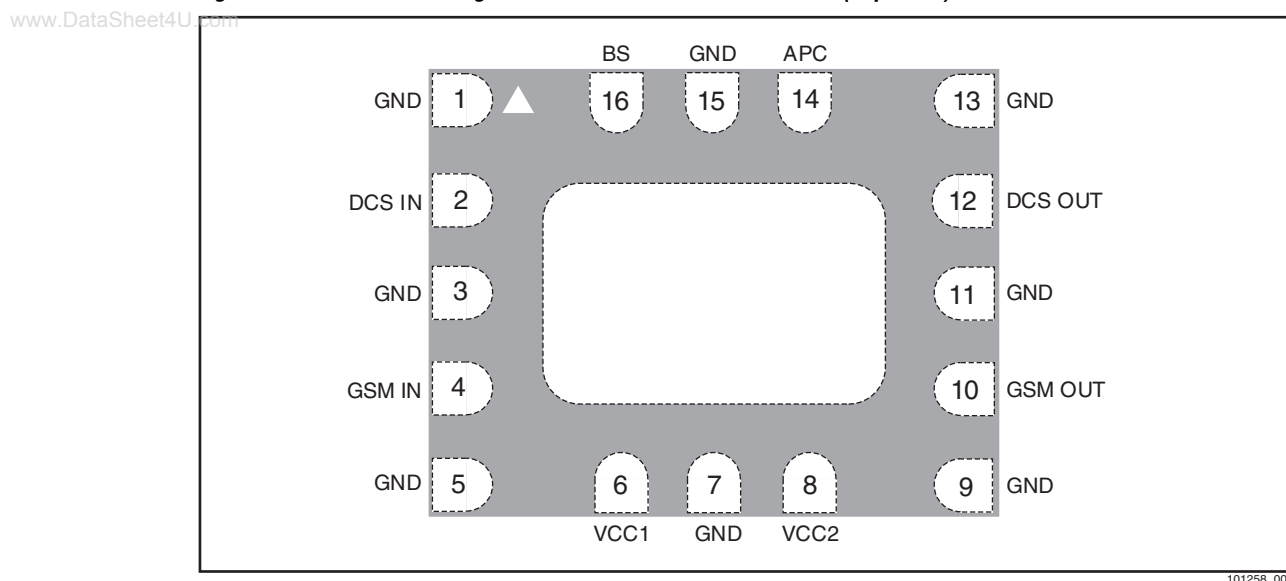 www.DataSheet4U.com
BS GND APC
GND 1 16 15 14 13 GND
DCS IN 2 12 DCS OUT
GND 3 11 GND
GSM IN 4 10 GSM OUT
GND 5 6 7 8 9 GND
VCC1 GND VCC2